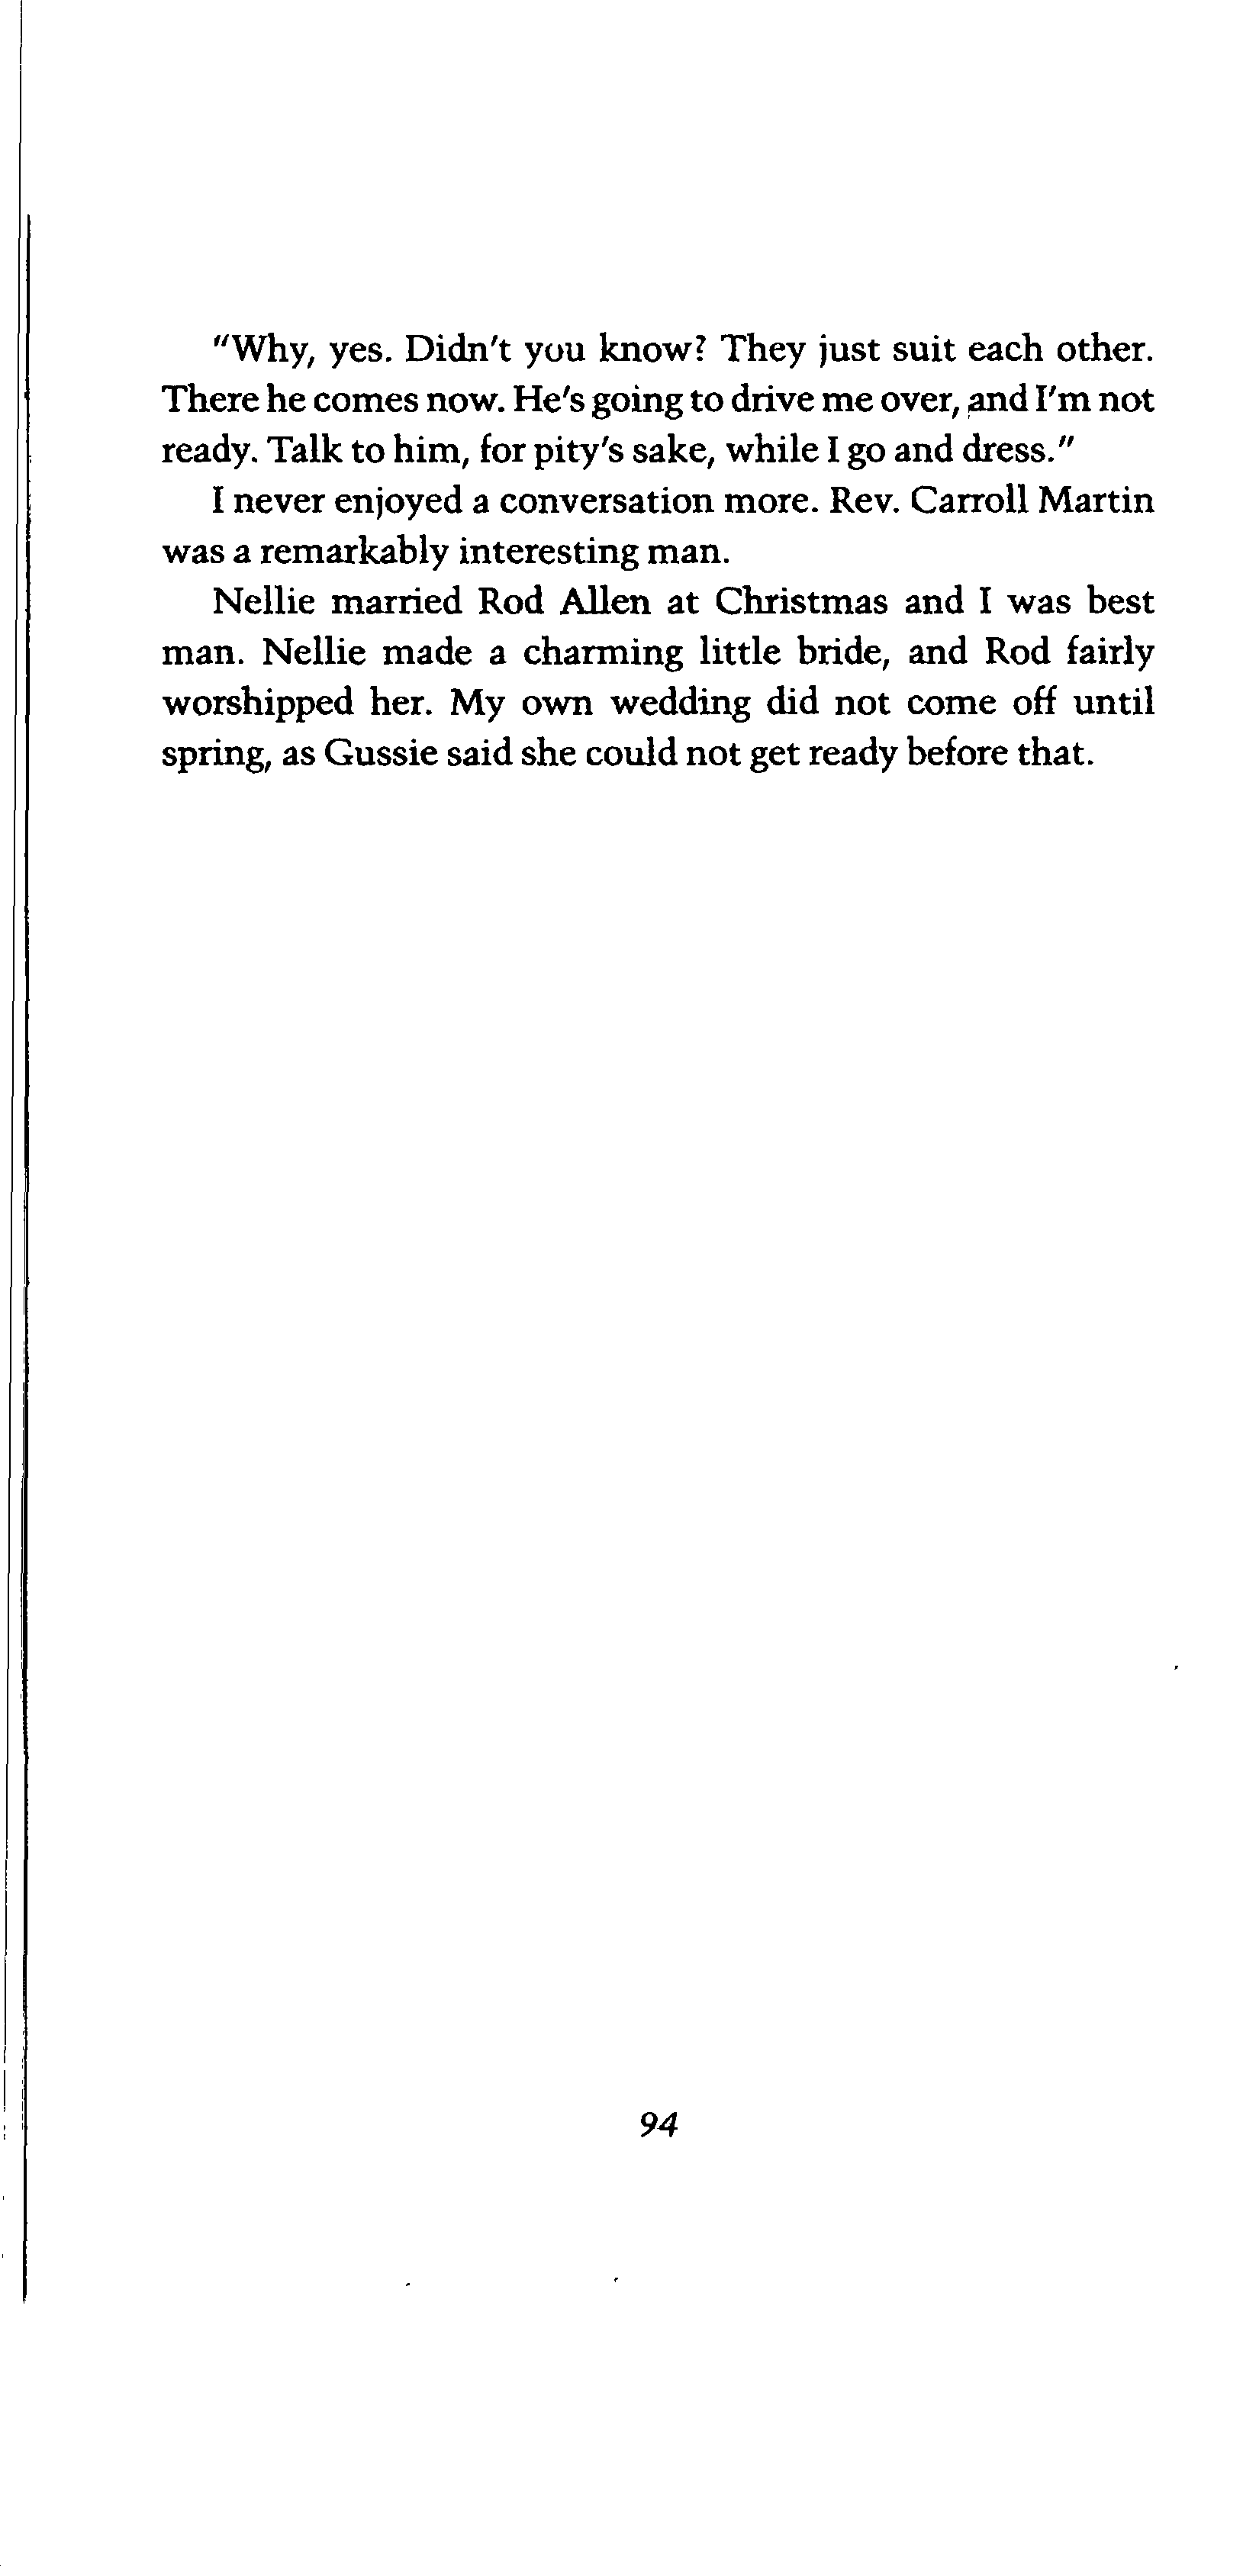 "Why, yes. Didn't you know? They just suit each other.
There he comes now. He's going to drive me over, and I'm not
ready. Talk to him, for pity's sake, while I go and dress."
I never enjoyed a conversation more. Rev. Carroll Martin
was a remarkably interesting man.
Nellie married Rod Allen at Christmas and I was best
man. Nellie made a charming little bride, and Rod fairly
worshipped her. My own wedding did not come off until
spring, as Gussie said she could not get ready before that.
94